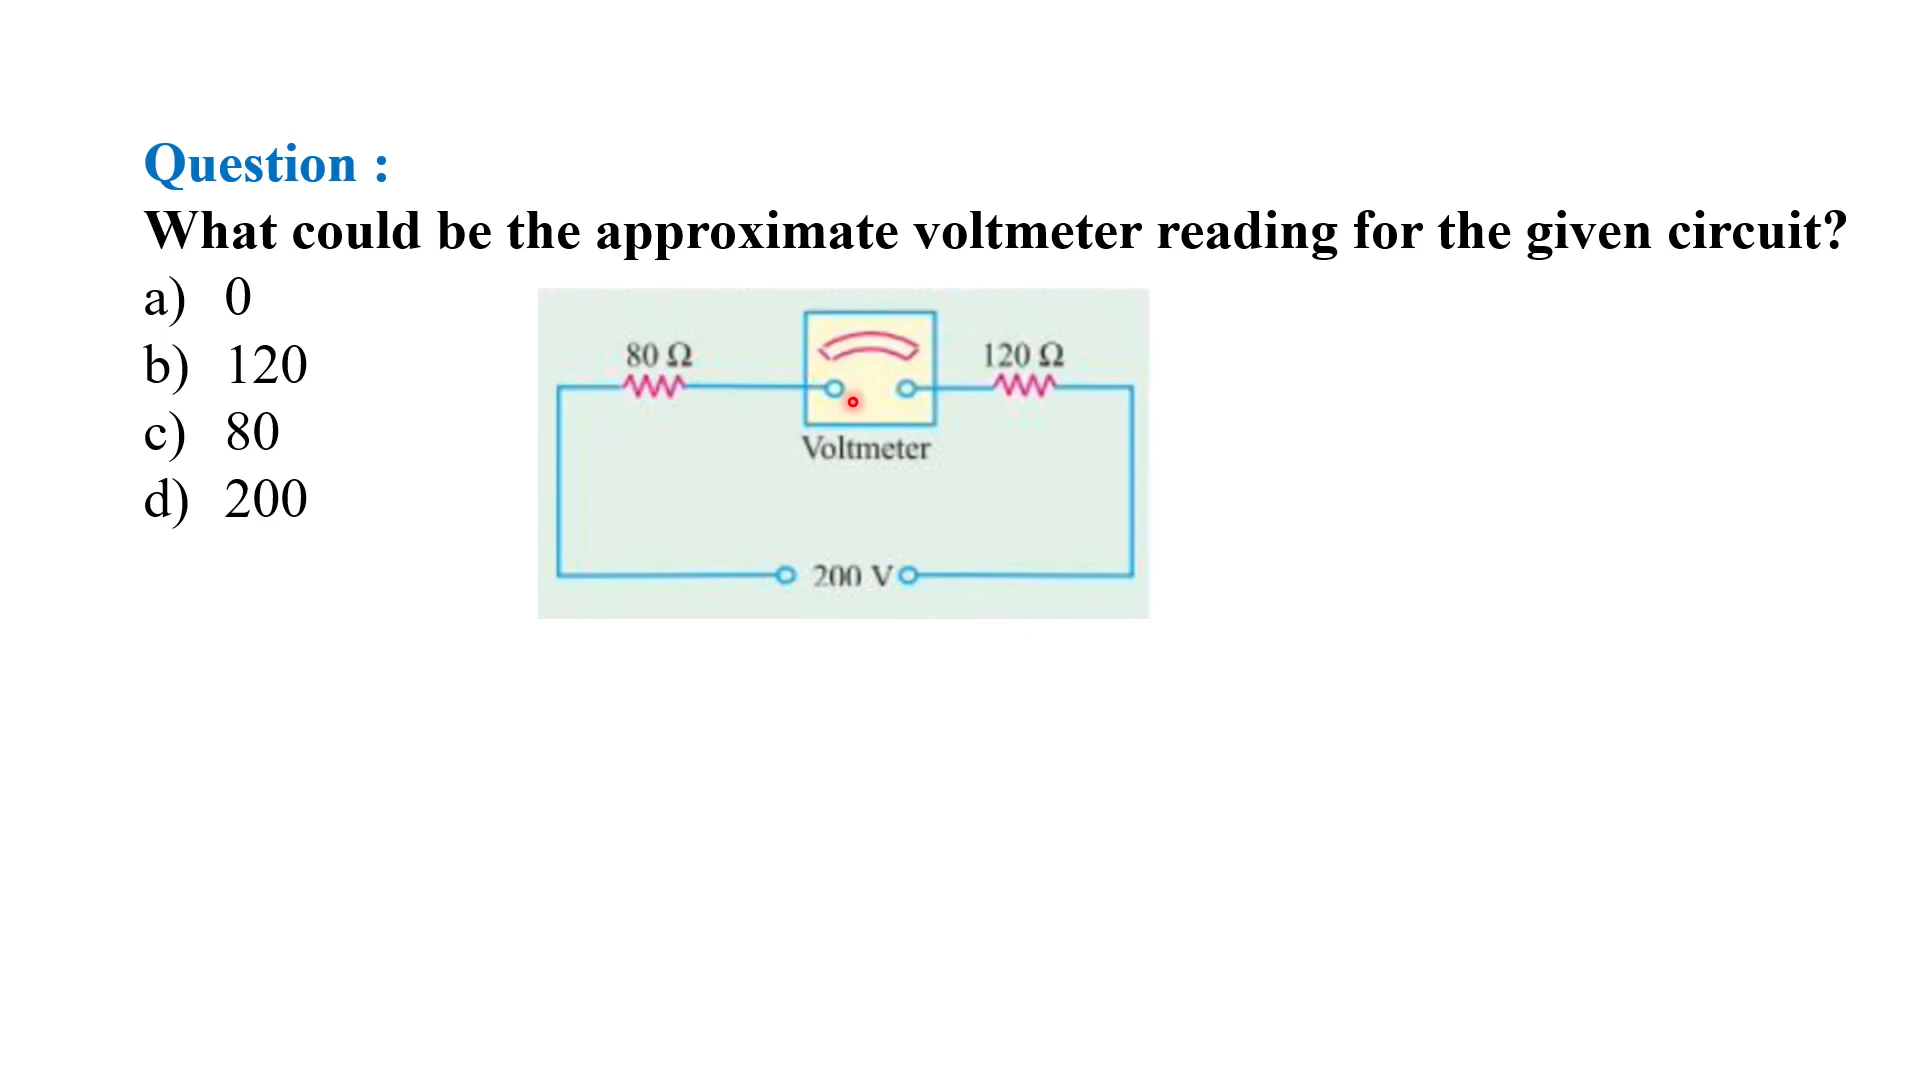 Question :
What could be the approximate voltmeter reading for the given circuit?
a) 0
b) 120
c) 80
d) 200
80 Ω
120 Ω
Voltmeter
200 V